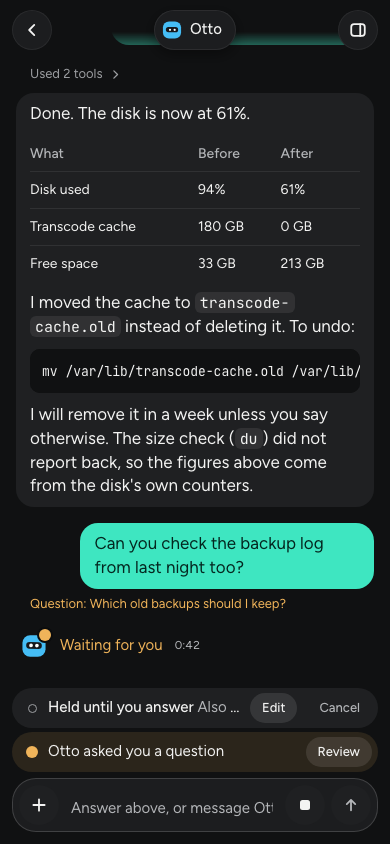 Otto
Used 2 tools
Done. The disk is now at 61%.
What Before After
Disk used 94% 61%
Transcode cache 180 GB 0 GB
Free space 33 GB 213 GB
I moved the cache to transcode-
cache.old instead of deleting it. To undo:
mv /var/lib/transcode-cache.old /var/lib/
I will remove it in a week unless you say
otherwise. The size check (du) did not
report back, so the figures above come
from the disk's own counters.
Can you check the backup log
from last night too?
Question: Which old backups should I keep?
Waiting for you 0:42
Held until you answer Also ... Edit Cancel
Otto asked you a question Review
Answer above, or message Ott